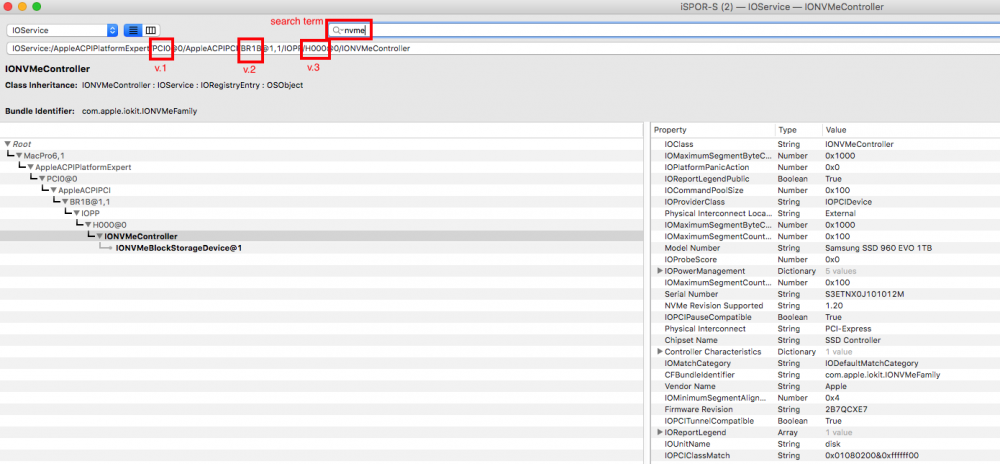 iSPOR-S (2) — IOService — IONVMeController
search term
IOService
nvme
IOService:/AppleACPIPlatformExpert/PCI0@0/AppleACPIPCI/BR1B@1,1/IOPP/H000@0/IONVMeController
v.1
v.2
v.3
IONVMeController
Class Inheritance: IONVMeController : IOService : IORegistryEntry : OSObject
Bundle Identifier: com.apple.iokit.IONVMeFamily
Root
MacPro6,1
AppleACPIPlatformExpert
PCI0@0
AppleACPIPCI
BR1B@1,1
IOPP
H000@0
IONVMeController
IONVMeBlockStorageDevice@1
Property Type Value
IOClass String IONVMeController
IOMaximumSegmentByteC... Number 0x1000
IOPlatformPanicAction Number 0x0
IOReportLegendPublic Boolean True
IOCommandPoolSize Number 0x100
IOProviderClass String IOPCIDevice
Physical Interconnect Loca... String External
IOMaximumSegmentByteC... Number 0x1000
IOMaximumSegmentCount... Number 0x100
Model Number String Samsung SSD 960 EVO 1TB
IOProbeScore Number 0x0
IOPowerManagement Dictionary 5 values
IOMaximumSegmentCount... Number 0x100
Serial Number String S3ETNX0J101012M
NVMe Revision Supported String 1.20
IOPCIPauseCompatible Boolean True
Physical Interconnect String PCI-Express
Chipset Name String SSD Controller
Controller Characteristics Dictionary 1 value
IOMatchCategory String IODefaultMatchCategory
CFBundleIdentifier String com.apple.iokit.IONVMeFamily
Vendor Name String Apple
IOMinimumSegmentAlign... Number 0x4
Firmware Revision String 2B7QCXE7
IOPCITunnelCompatible Boolean True
IOReportLegend Array 1 value
IOUnitName String disk
IOPCIClassMatch String 0x01080200&0xffffff00